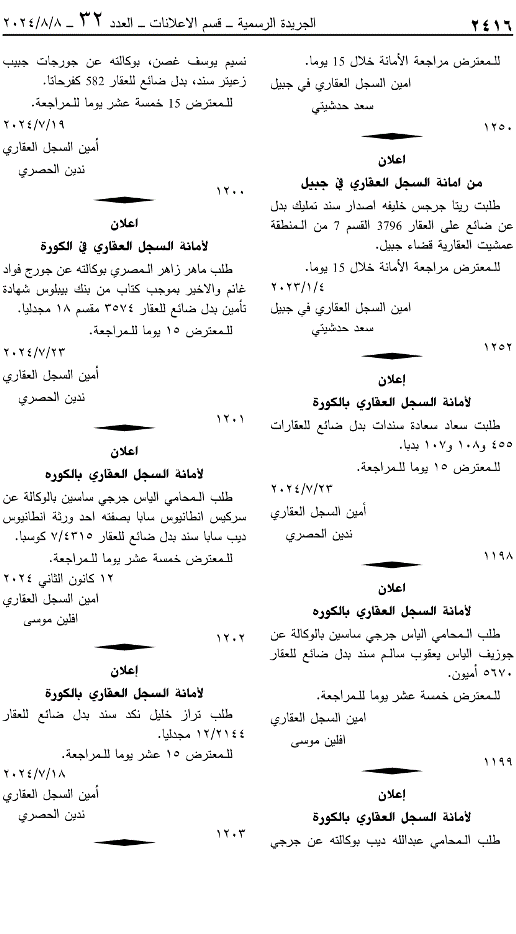 ٢٤١٦
الجريدة الرسمية ــ قسم الاعلانات ــ العدد ٣٢ ــ ٢٠٢٤/٨/٨
للمعترض مراجعة الأمانة خلال 15 يوما.
امين السجل العقاري في جبيل
سعد حدشيتي
١٢٥٠
اعلان
من امانة السجل العقاري في جبيل
طلبت ريتا جرجس خليفه اصدار سند تمليك بدل
عن ضائع على العقار 3796 القسم 7 من المنطقة
عمشيت العقارية قضاء جبيل.
للمعترض مراجعة الأمانة خلال 15 يوما.
٢٠٢٣/١/٤
امين السجل العقاري في جبيل
سعد حدشيتي
١٢٥٢
إعلان
لأمانة السجل العقاري بالكورة
طلبت سعاد سعادة سندات بدل ضائع للعقارات
٤٥٥ و١٠٨ و١٠٧ بدبا.
للمعترض ١٥ يوما للمراجعة.
٢٠٢٤/٧/٢٣
أمين السجل العقاري
ندين الحصري
١١٩٨
اعلان
لأمانة السجل العقاري بالكوره
طلب المحامي الياس جرجي ساسين بالوكالة عن
جوزيف الياس يعقوب سالم سند بدل ضائع للعقار
٥٦٧٠ أميون.
للمعترض خمسة عشر يوما للمراجعة.
امين السجل العقاري
افلين موسى
١١٩٩
إعلان
لأمانة السجل العقاري بالكورة
طلب المحامي عبدالله ديب بوكالته عن جرجي
نسيم يوسف غصن، بوكالته عن جورجات جبيب
زعيتر سند، بدل ضائع للعقار 582 كفرحاتا.
للمعترض 15 خمسة عشر يوما للمراجعة.
٢٠٢٤/٧/١٩
أمين السجل العقاري
ندين الحصري
١٢٠٠
اعلان
لأمانة السجل العقاري في الكورة
طلب ماهر زاهر المصري بوكالته عن جورج فواد
غانم والاخير بموجب كتاب من بنك بيبلوس شهادة
تأمين بدل ضائع للعقار ٣٥٧٤ مقسم ١٨ مجدليا.
للمعترض ١٥ يوما للمراجعة.
٢٠٢٤/٧/٢٣
أمين السجل العقاري
ندين الحصري
١٢٠١
اعلان
لأمانة السجل العقاري بالكوره
طلب المحامي الياس جرجي ساسين بالوكالة عن
سركيس انطانيوس سابا بصفته احد ورثة انطانيوس
ديب سابا سند بدل ضائع للعقار ٧/٤٣١٥ كوسبا.
للمعترض خمسة عشر يوما للمراجعة.
١٢ كانون الثاني ٢٠٢٤
امين السجل العقاري
افلين موسى
١٢٠٢
إعلان
لأمانة السجل العقاري بالكورة
طلب تراز خليل نكد سند بدل ضائع للعقار
١٢/٢١٤٤ مجدليا.
للمعترض ١٥ عشر يوما للمراجعة.
٢٠٢٤/٧/١٨
أمين السجل العقاري
ندين الحصري
١٢٠٣